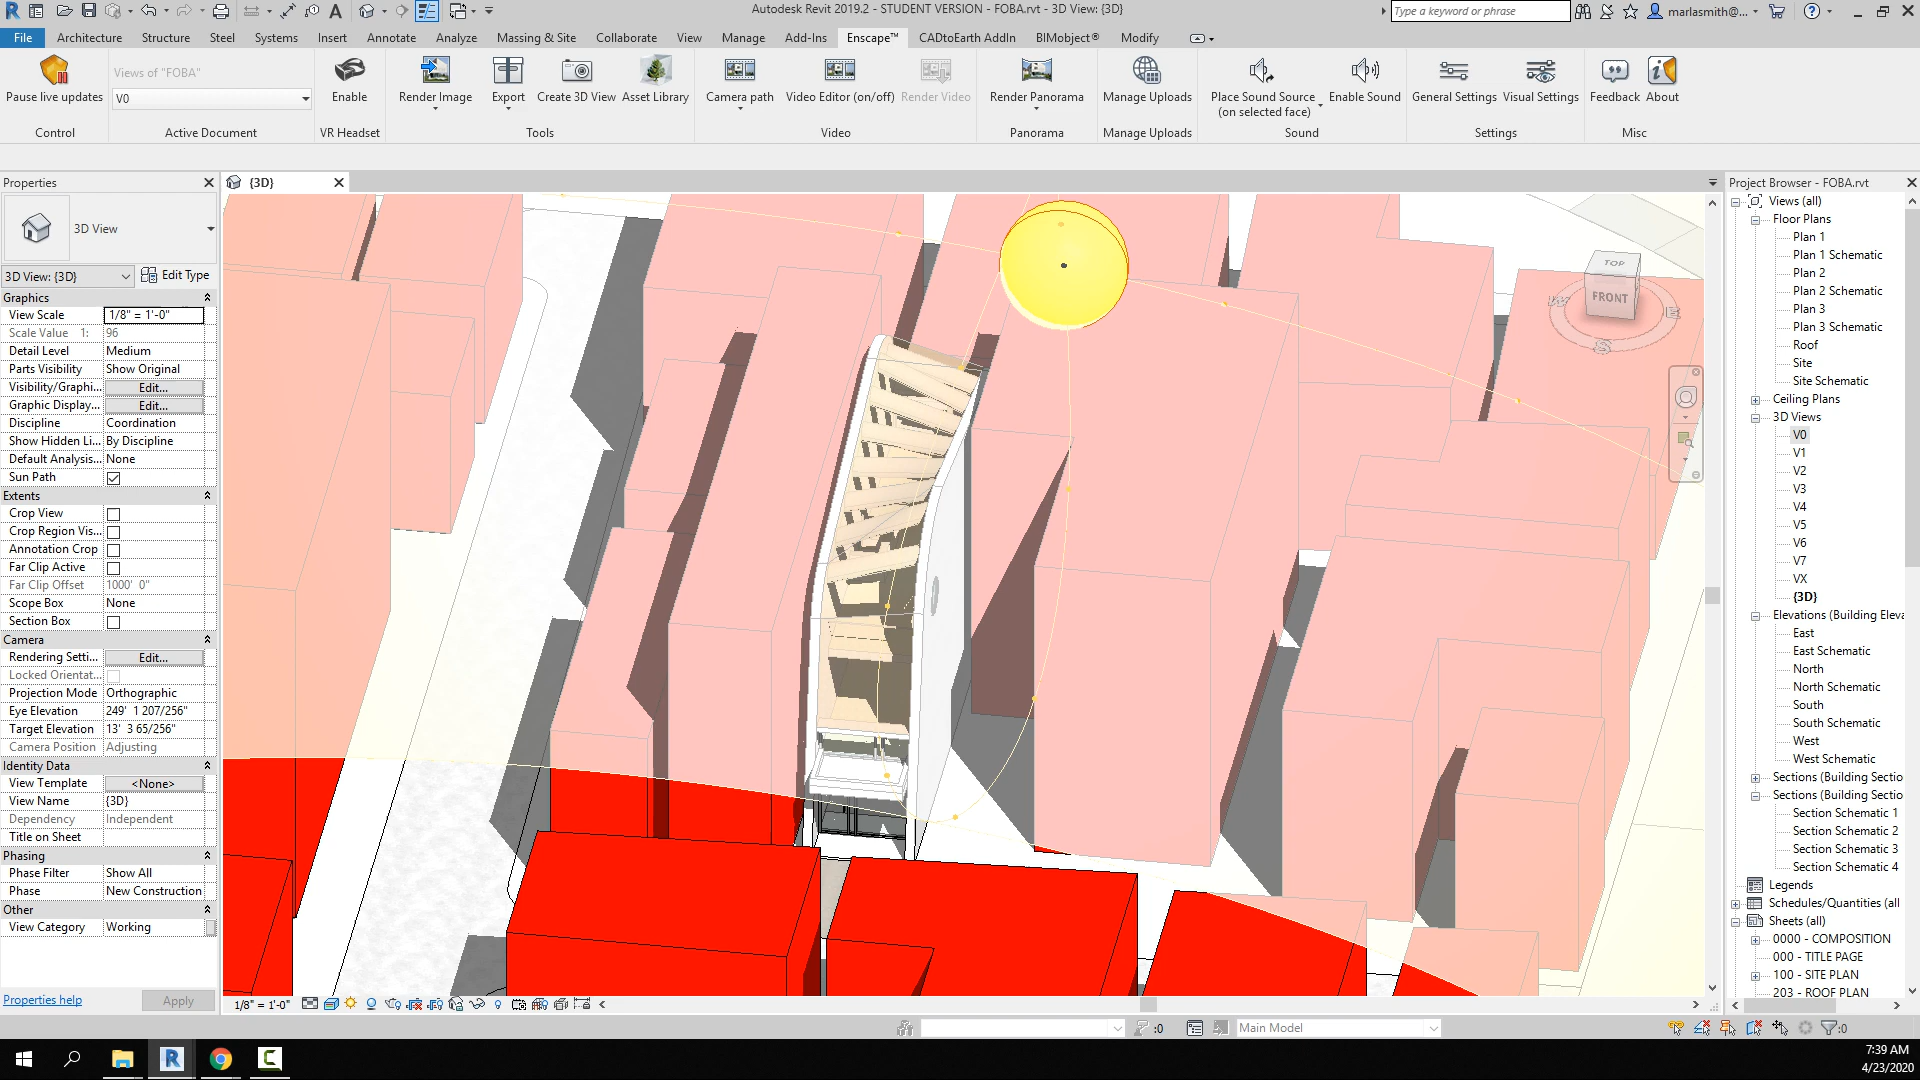 Autodesk Revit 2019.2 - STUDENT VERSION - FOBA.rvt - 3D View: {3D}
Type a keyword or phrase
marlasmith@...
File Architecture Structure Steel Systems Insert Annotate Analyze Massing & Site Collaborate View Manage Add-Ins Enscape™ CADtoEarth AddIn BIMobject® Modify
Views of "FOBA"
V0
Pause live updates Enable Render Image Export Create 3D View Asset Library Camera path Video Editor (on/off) Render Video Render Panorama Manage Uploads Place Sound Source (on selected face) Enable Sound General Settings Visual Settings Feedback About
Control Active Document VR Headset Tools Video Panorama Manage Uploads Sound Settings Misc
Properties
3D View
3D View: {3D} Edit Type
Graphics
View Scale 1/8" = 1'-0"
Scale Value 1: 96
Detail Level Medium
Parts Visibility Show Original
Visibility/Graphi... Edit...
Graphic Display... Edit...
Discipline Coordination
Show Hidden Li... By Discipline
Default Analysis... None
Sun Path
Extents
Crop View
Crop Region Vis...
Annotation Crop
Far Clip Active
Far Clip Offset 1000' 0"
Scope Box None
Section Box
Camera
Rendering Setti... Edit...
Locked Orientat...
Projection Mode Orthographic
Eye Elevation 249' 1 207/256"
Target Elevation 13' 3 65/256"
Camera Position Adjusting
Identity Data
View Template <None>
View Name {3D}
Dependency Independent
Title on Sheet
Phasing
Phase Filter Show All
Phase New Construction
Other
View Category Working
Properties help Apply
{3D}
TOP
FRONT
W
E
S
1/8" = 1'-0"
Project Browser - FOBA.rvt
Views (all)
Floor Plans
Plan 1
Plan 1 Schematic
Plan 2
Plan 2 Schematic
Plan 3
Plan 3 Schematic
Roof
Site
Site Schematic
Ceiling Plans
3D Views
V0
V1
V2
V3
V4
V5
V6
V7
VX
{3D}
Elevations (Building Eleva
East
East Schematic
North
North Schematic
South
South Schematic
West
West Schematic
Sections (Building Sectio
Sections (Building Sectio
Section Schematic 1
Section Schematic 2
Section Schematic 3
Section Schematic 4
Legends
Schedules/Quantities (all
Sheets (all)
0000 - COMPOSITION
000 - TITLE PAGE
100 - SITE PLAN
203 - ROOF PLAN
:0 Main Model :0
7:39 AM
4/23/2020